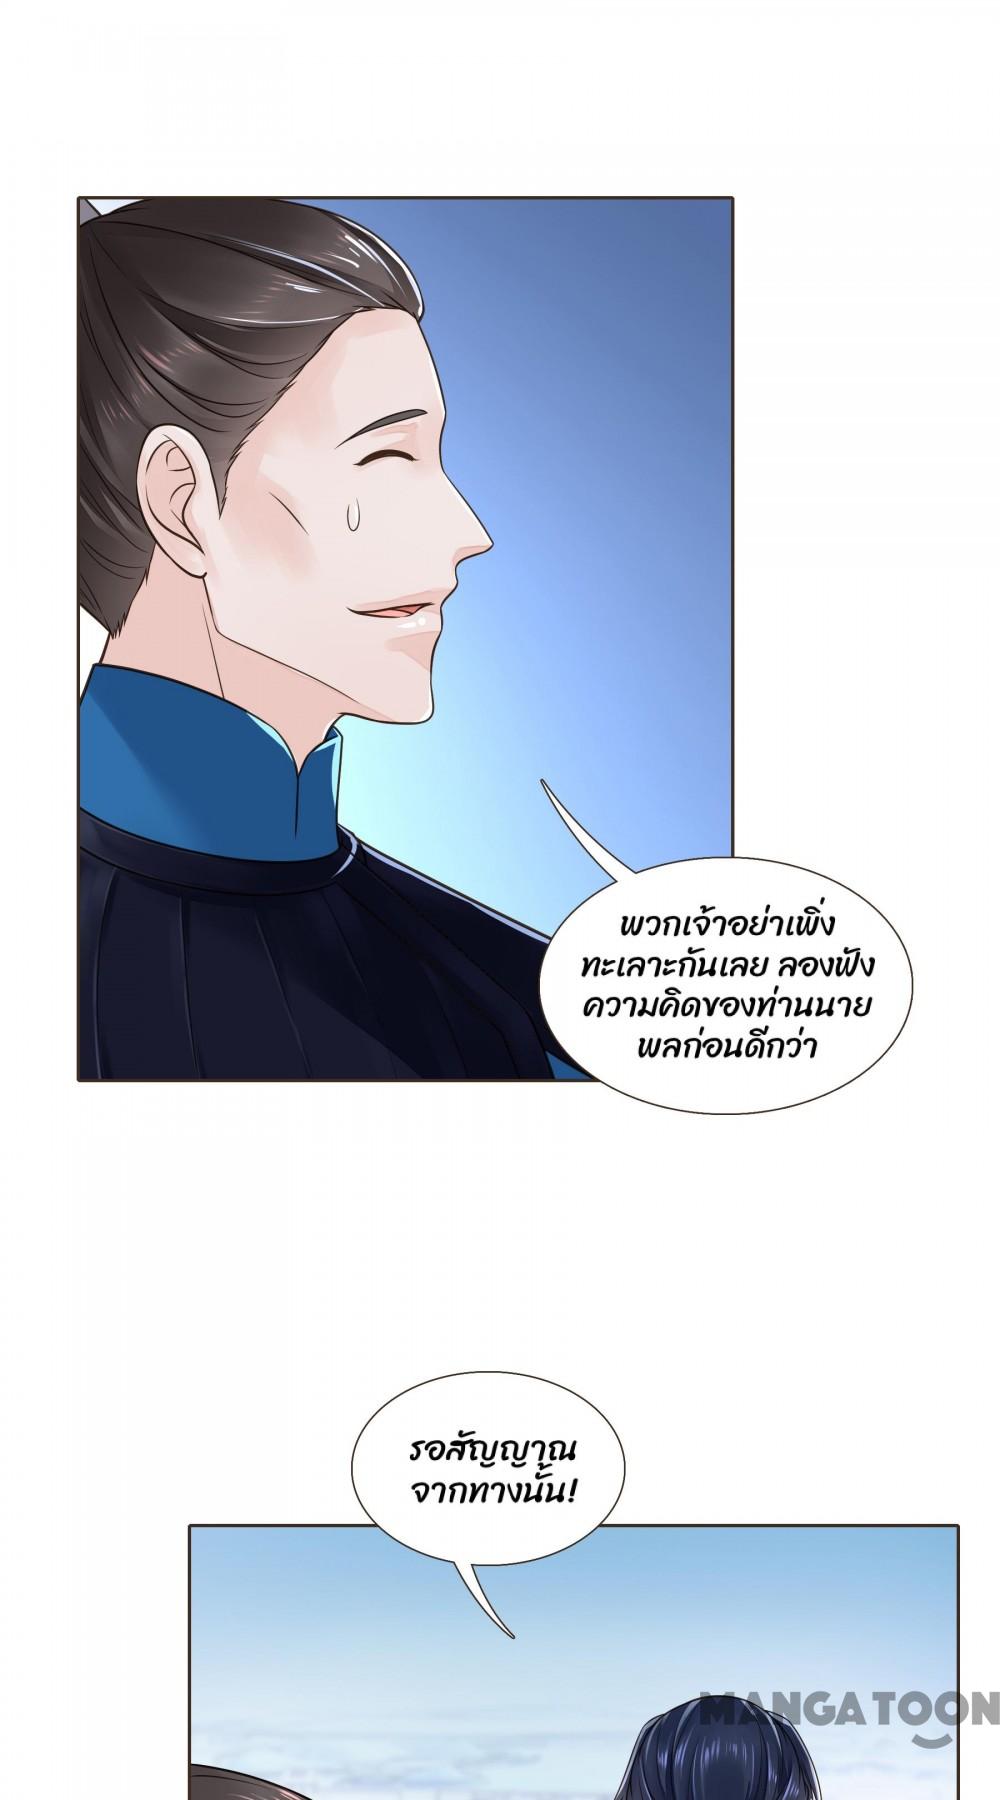 พวกเจ้าอย่าเพิ่ง
ทะเลาะกันเลย ลองฟัง
ความคิดของท่านนาย
พลก่อนดีกว่า
รอสัญญาณ
จากทางนั้น!
MANGATOON